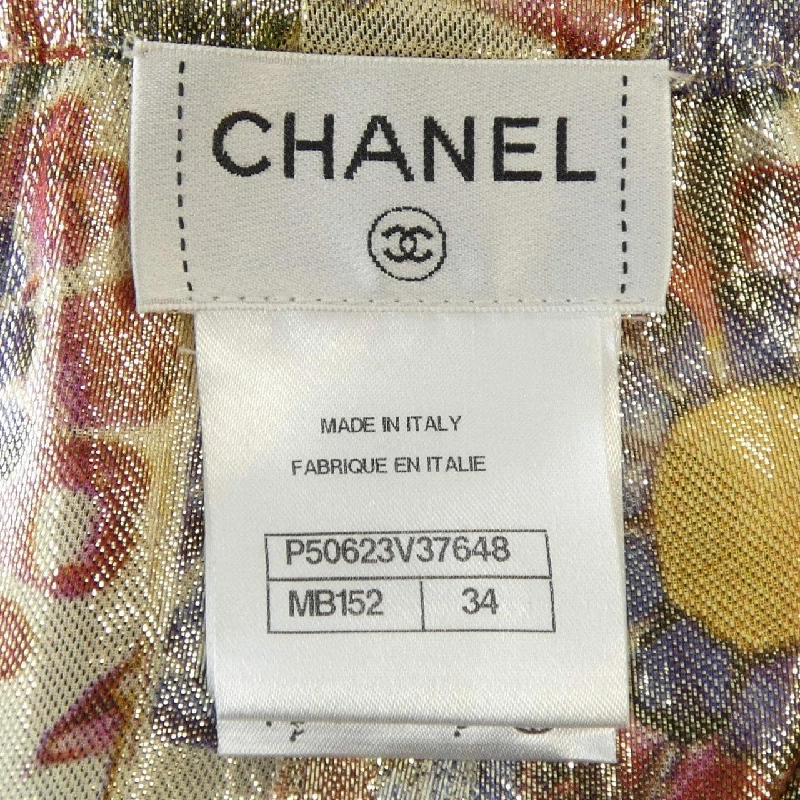 CHANEL
MADE IN ITALY
FABRIQUE EN ITALIE
P50623V37648
MB152 34